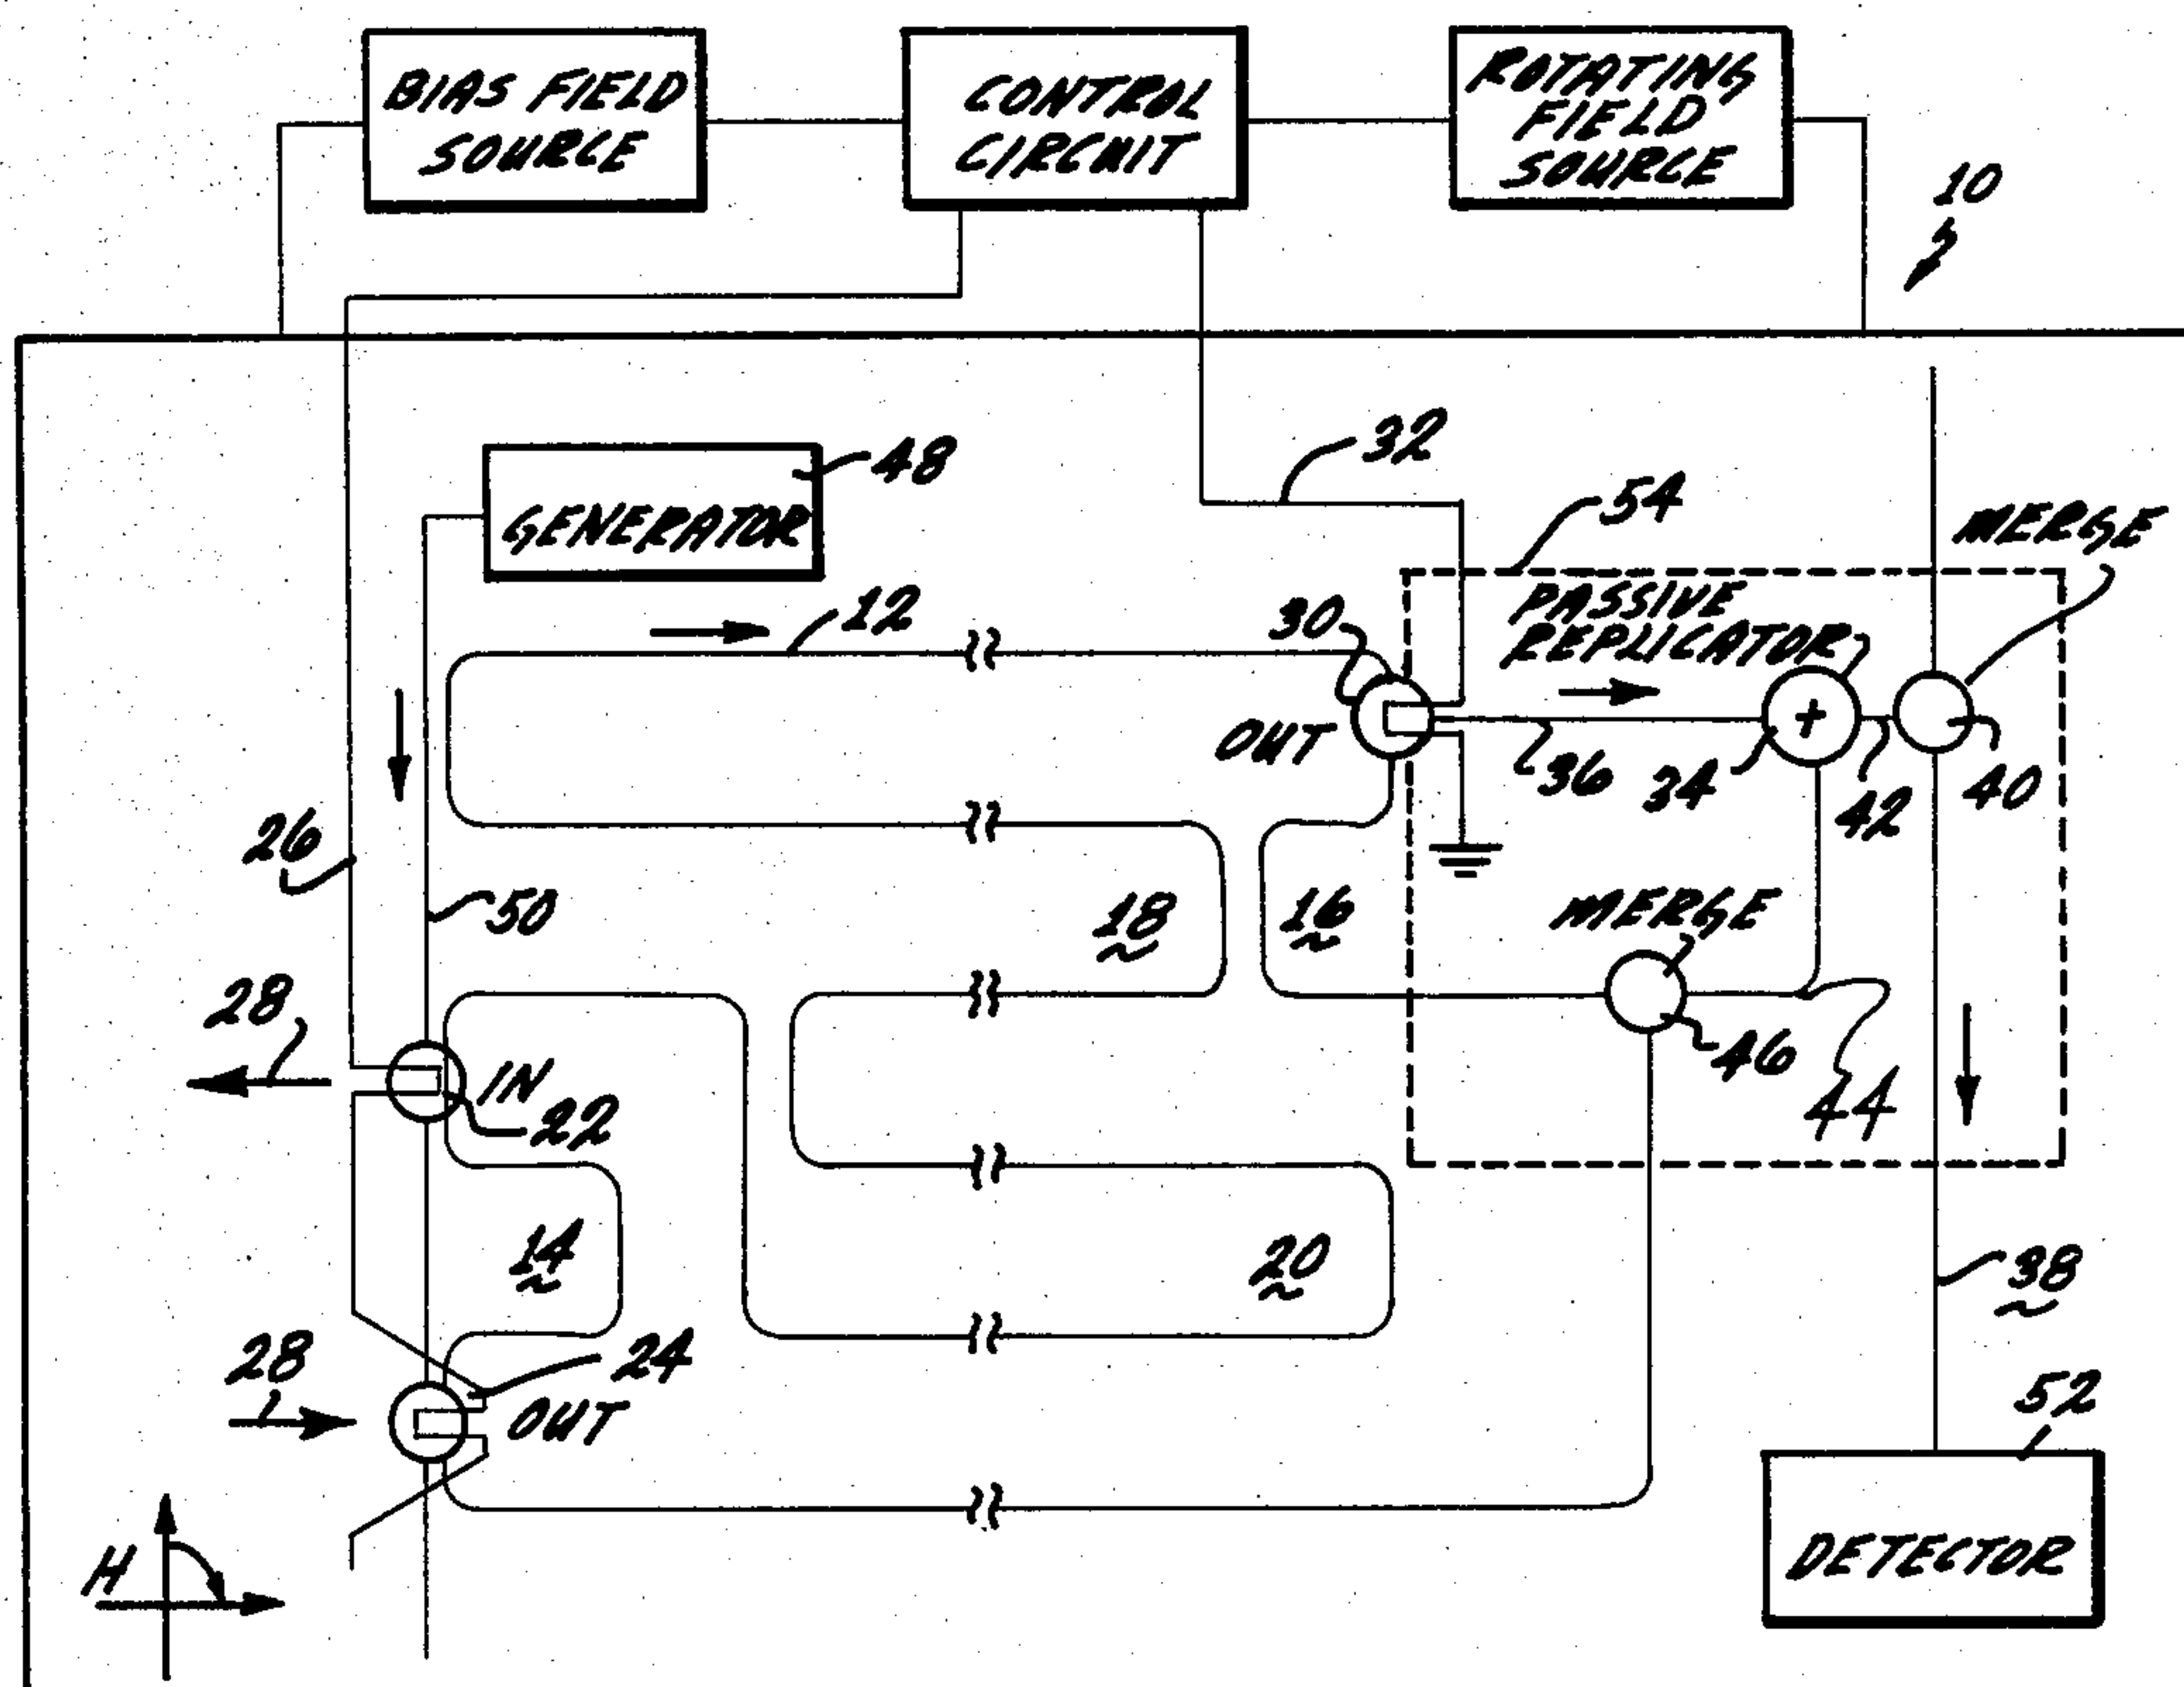 BIAS FIELD
SOURCE
CONTROL
CIRCUIT
ROTATING
FIELD
SOURCE
10
48
GENERATOR
32
54
MERGE
12
30
PASSIVE
REPLICATOR
OUT
36
34
42
40
26
50
18
16
MERGE
28
46
44
IN
22
14
20
38
28
24
OUT
52
H
DETECTOR